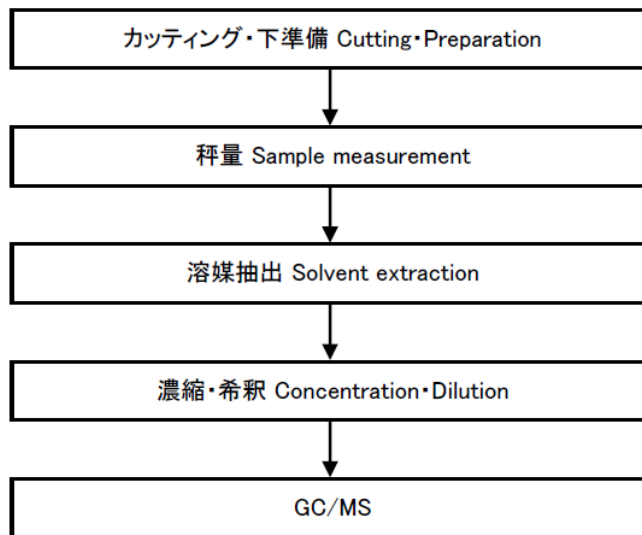 カッティング・下準備 Cutting・Preparation
秤量 Sample measurement
溶媒抽出 Solvent extraction
濃縮・希釈 Concentration・Dilution
GC/MS